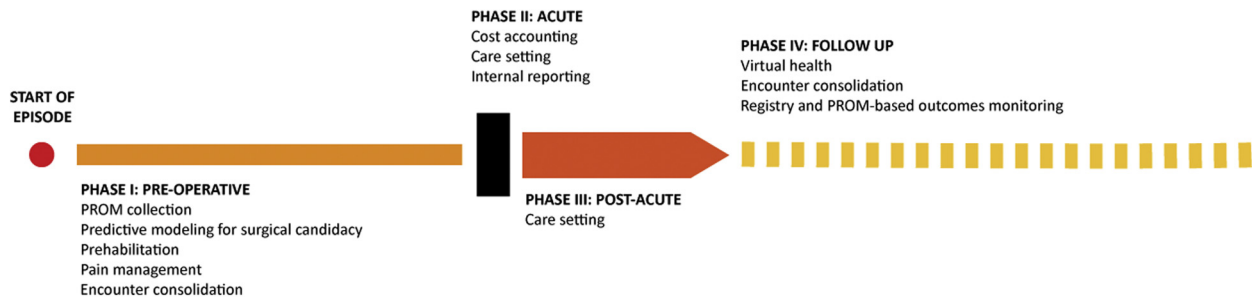 START OF
EPISODE
PHASE I: PRE-OPERATIVE
PROM collection
Predictive modeling for surgical candidacy
Prehabilitation
Pain management
Encounter consolidation
PHASE II: ACUTE
Cost accounting
Care setting
Internal reporting
PHASE III: POST-ACUTE
Care setting
PHASE IV: FOLLOW UP
Virtual health
Encounter consolidation
Registry and PROM-based outcomes monitoring